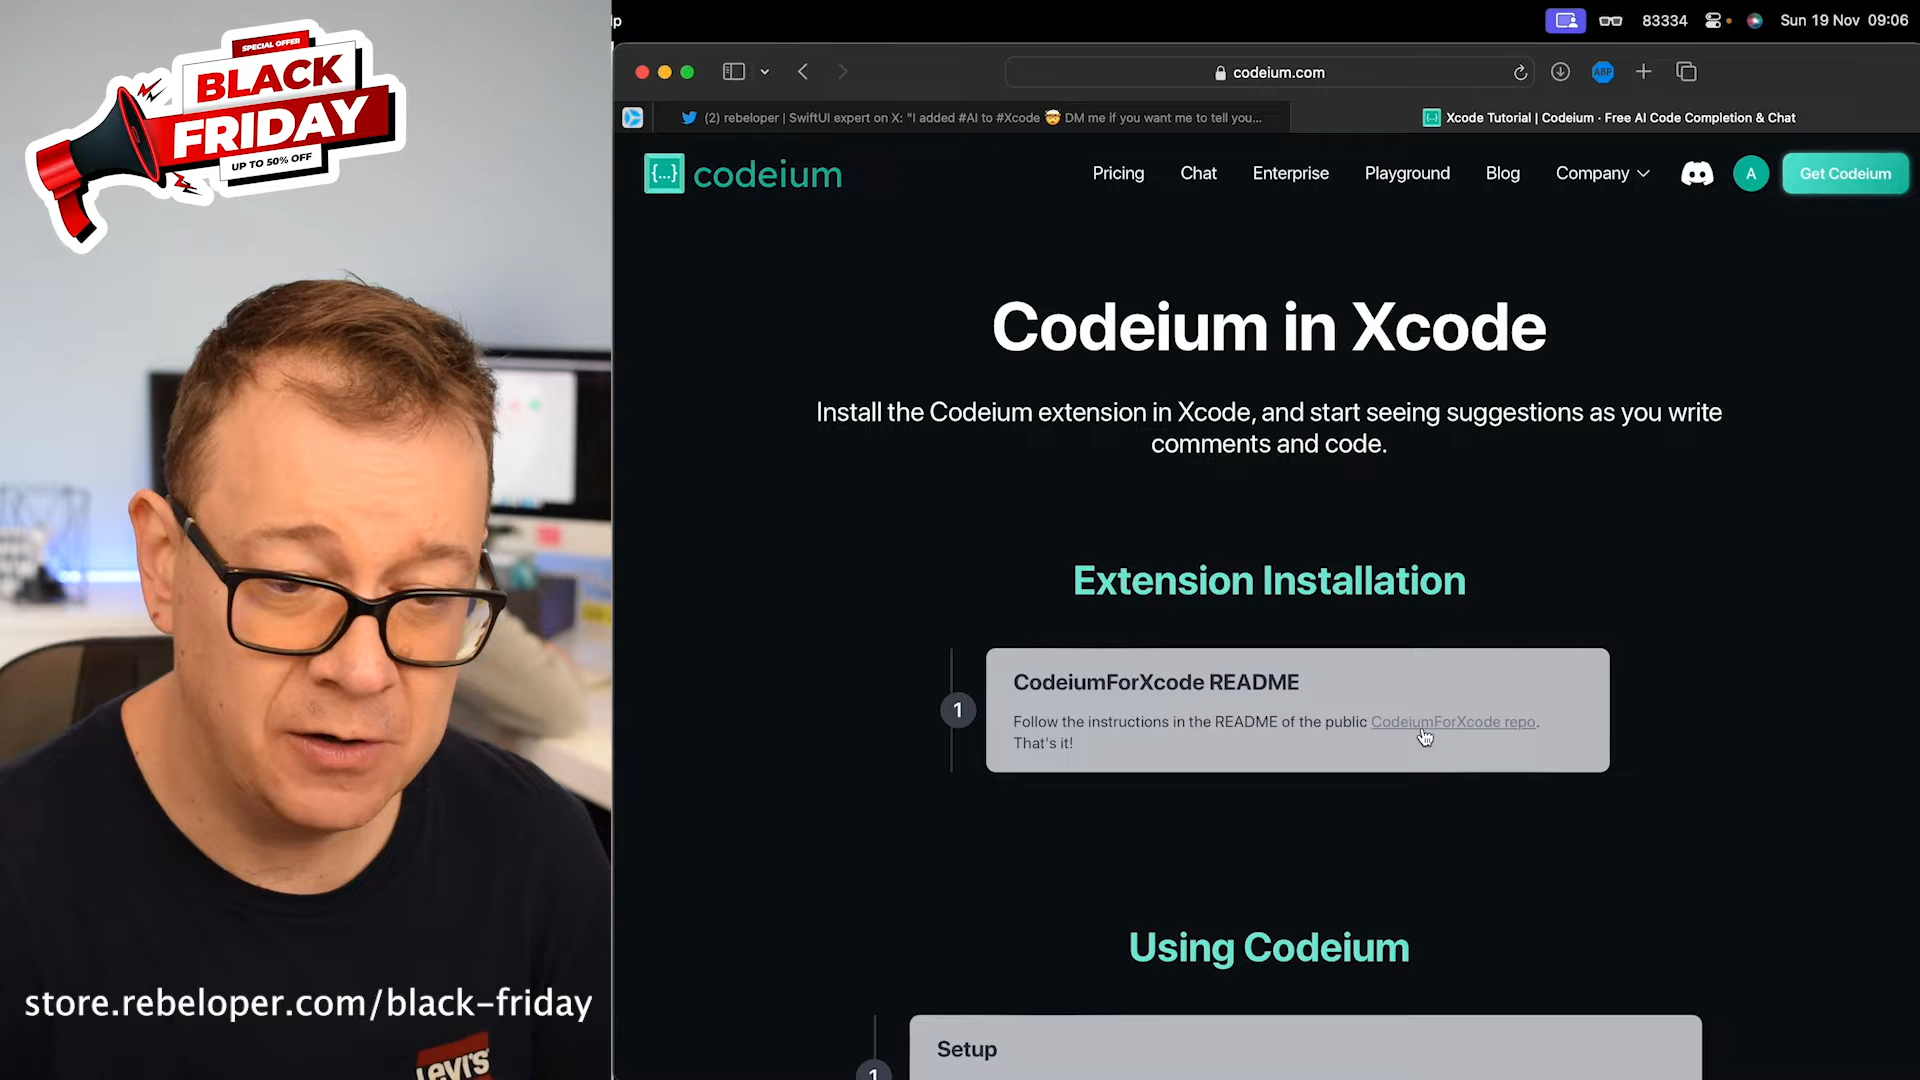 SPECIAL OFFER
BLACK
FRIDAY
UP TO 50% OFF
store.rebeloper.com/black-friday
Levi's
lp
83334
Sun 19 Nov 09:06
codeium.com
ABP
(2) rebeloper | SwiftUI expert on X: "I added #AI to #Xcode 🤯 DM me if you want me to tell you...
Xcode Tutorial | Codeium · Free AI Code Completion & Chat
{...} codeium
Pricing
Chat
Enterprise
Playground
Blog
Company
A
Get Codeium
Codeium in Xcode
Install the Codeium extension in Xcode, and start seeing suggestions as you write
comments and code.
Extension Installation
1
CodeiumForXcode README
Follow the instructions in the README of the public CodeiumForXcode repo.
That's it!
Using Codeium
1
Setup